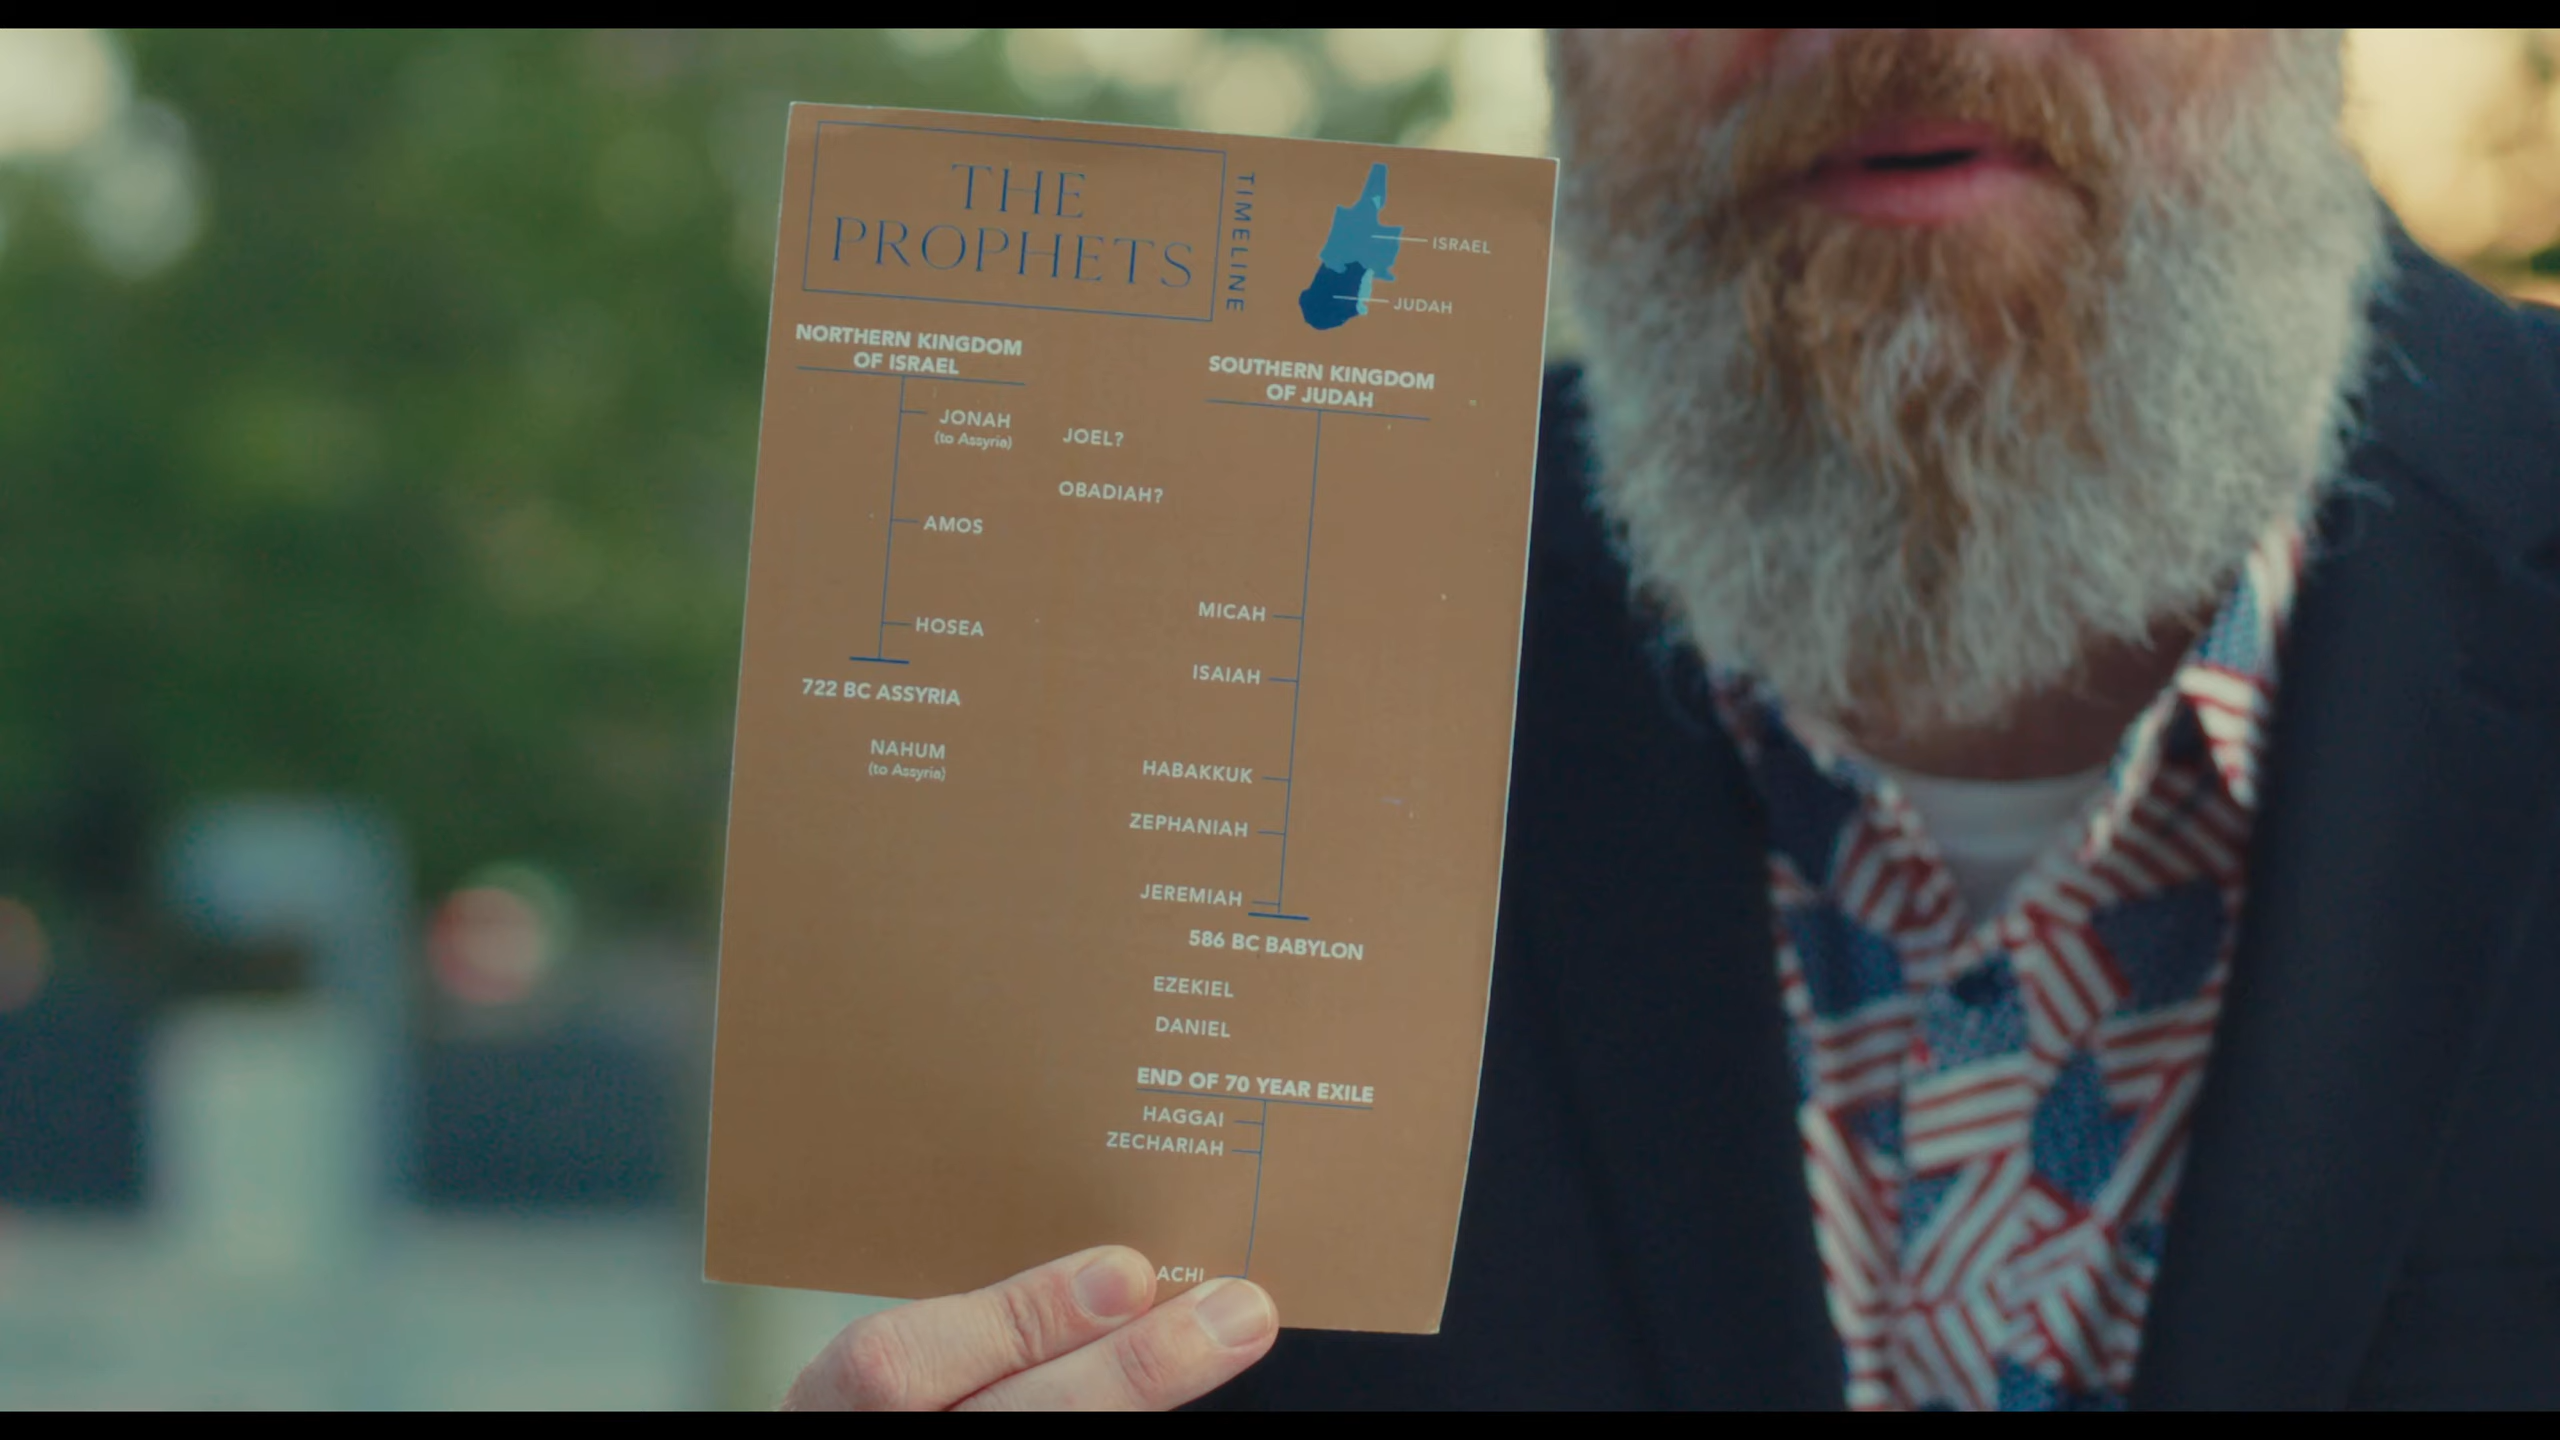 THE
PROPHETS
TIMELINE
ISRAEL
JUDAH
NORTHERN KINGDOM
OF ISRAEL
JONAH
(to Assyria)
AMOS
HOSEA
722 BC ASSYRIA
NAHUM
(to Assyria)
JOEL?
OBADIAH?
SOUTHERN KINGDOM
OF JUDAH
MICAH
ISAIAH
HABAKKUK
ZEPHANIAH
JEREMIAH
586 BC BABYLON
EZEKIEL
DANIEL
END OF 70 YEAR EXILE
HAGGAI
ZECHARIAH
ACHI